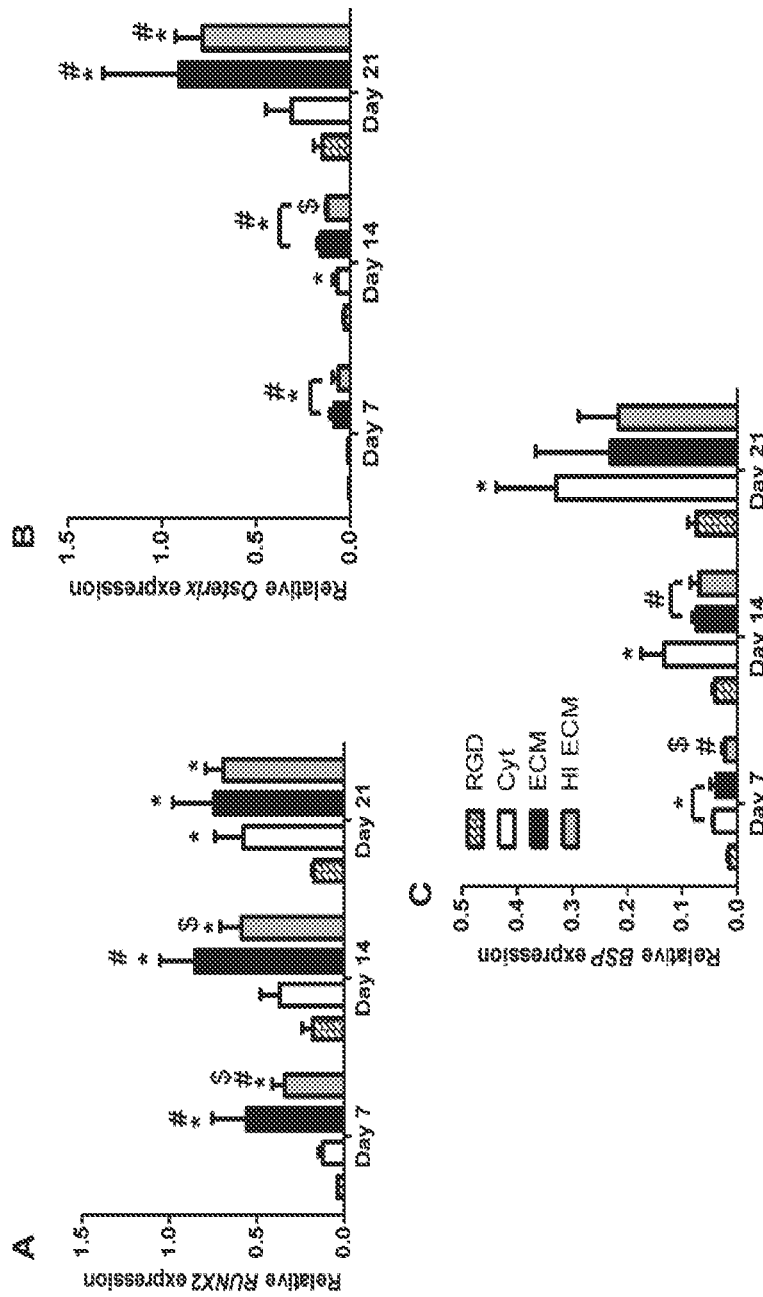 A
Relative RUNX2 expression
1.5
1.0
0.5
0.0
# *
$ # *
# *
$ *
*
*
*
Day 7
Day 14
Day 21
B
Relative Osterix expression
1.5
1.0
0.5
0.0
# *
*
# *
$
# *
# *
Day 7
Day 14
Day 21
C
Relative BSP expression
0.5
0.4
0.3
0.2
0.1
0.0
RGD
Cyt
ECM
HI ECM
*
$ #
*
#
*
Day 7
Day 14
Day 21